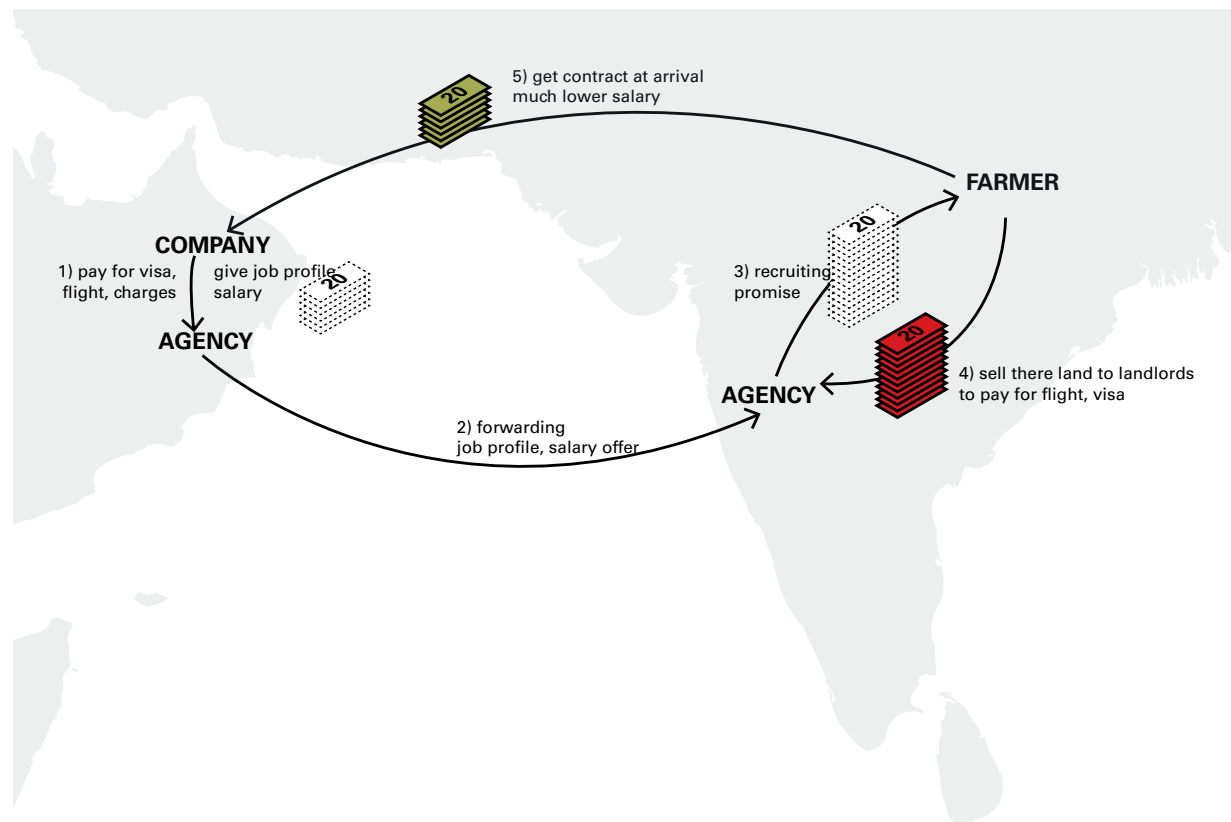 5) get contract at arrival
much lower salary
20
FARMER
20
COMPANY
1) pay for visa,
flight, charges
give job profile
salary
20
3) recruiting
promise
AGENCY
20
4) sell there land to landlords
to pay for flight, visa
AGENCY
2) forwarding
job profile, salary offer